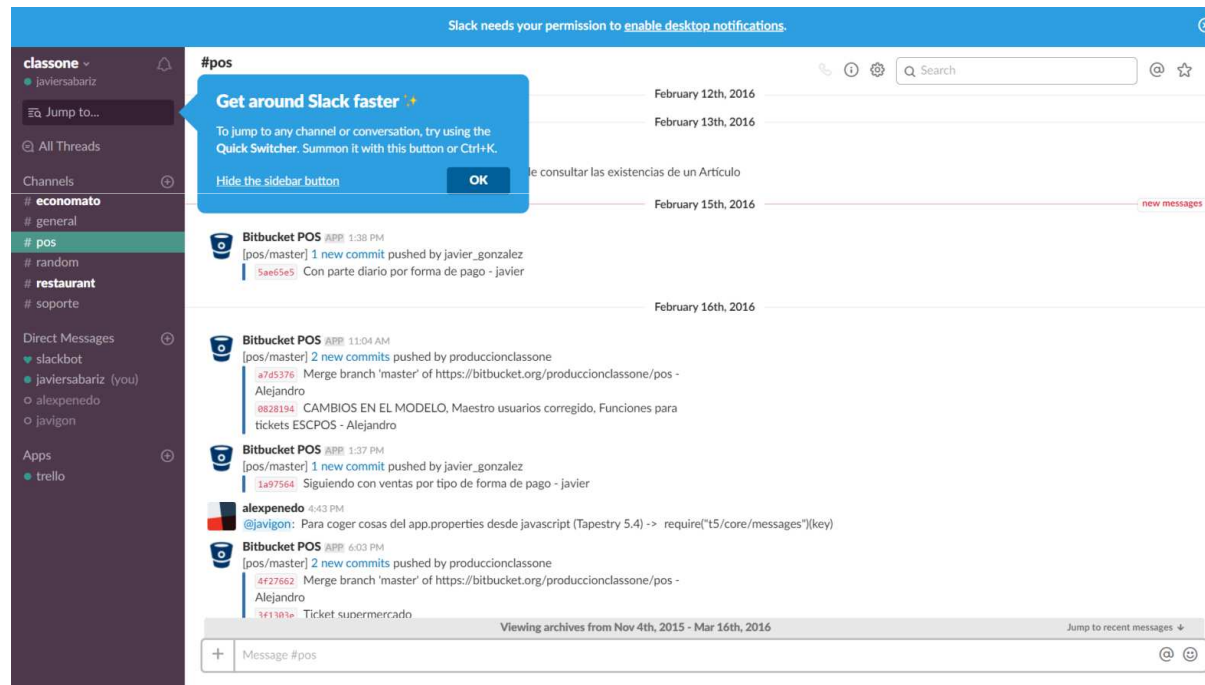 Slack needs your permission to enable desktop notifications.
classone
javiersabariz
Jump to...
All Threads
Channels
# economato
# general
# pos
# random
# restaurant
# soporte
Direct Messages
slackbot
javiersabariz (you)
alexpenedo
javigon
Apps
trello
#pos
Search
Get around Slack faster
To jump to any channel or conversation, try using the
Quick Switcher. Summon it with this button or Ctrl+K.
Hide the sidebar button
OK
February 12th, 2016
February 13th, 2016
consultar las existencias de un Artículo
February 15th, 2016
new messages
Bitbucket POS APP 1:38 PM
[pos/master] 1 new commit pushed by javier_gonzalez
5ae65e5 Con parte diario por forma de pago - javier
February 16th, 2016
Bitbucket POS APP 11:04 AM
[pos/master] 2 new commits pushed by produccionclassone
a7d5376 Merge branch 'master' of https://bitbucket.org/produccionclassone/pos -
Alejandro
0828194 CAMBIOS EN EL MODELO, Maestro usuarios corregido, Funciones para
tickets ESCPOS - Alejandro
Bitbucket POS APP 1:37 PM
[pos/master] 1 new commit pushed by javier_gonzalez
1a97564 Siguiendo con ventas por tipo de forma de pago - javier
alexpenedo 4:43 PM
@javigon: Para coger cosas del app.properties desde javascript (Tapestry 5.4) -> require("t5/core/messages")(key)
Bitbucket POS APP 6:03 PM
[pos/master] 2 new commits pushed by produccionclassone
4f27662 Merge branch 'master' of https://bitbucket.org/produccionclassone/pos -
Alejandro
3f1303e Ticket supermercado
Viewing archives from Nov 4th, 2015 - Mar 16th, 2016
Jump to recent messages ↓
Message #pos